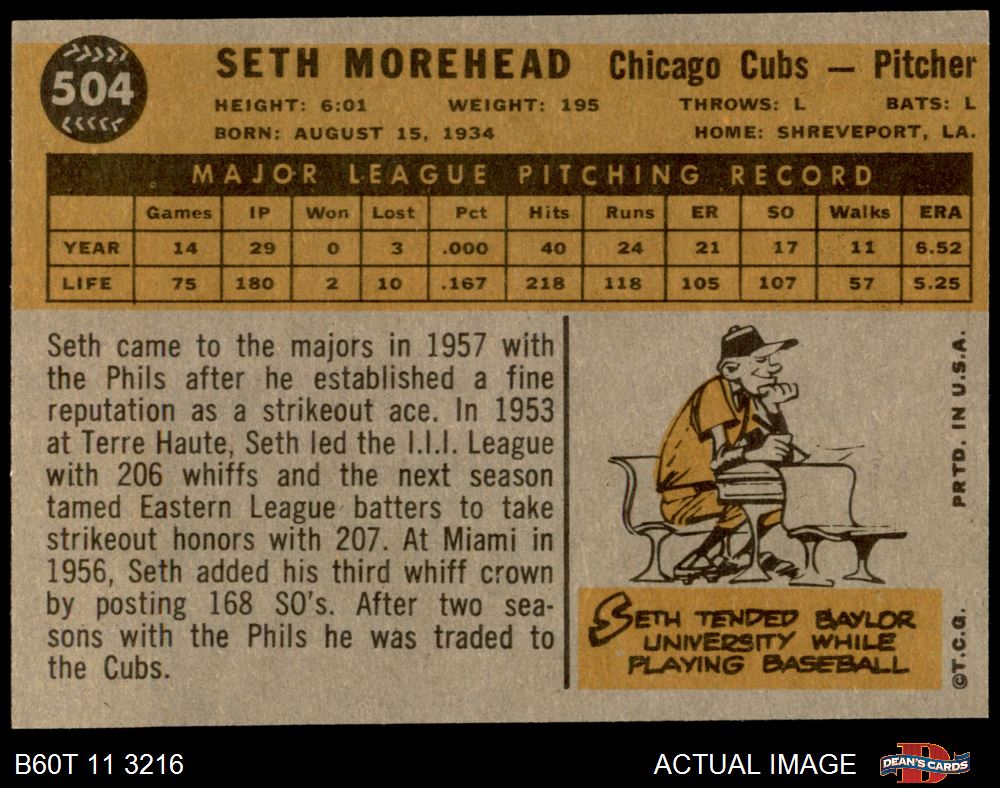 504
SETH MOREHEAD Chicago Cubs — Pitcher
HEIGHT: 6:01 WEIGHT: 195 THROWS: L BATS: L
BORN: AUGUST 15, 1934 HOME: SHREVEPORT, LA.
MAJOR LEAGUE PITCHING RECORD
Games IP Won Lost Pct Hits Runs ER SO Walks ERA
YEAR 14 29 0 3 .000 40 24 21 17 11 6.52
LIFE 75 180 2 10 .167 218 118 105 107 57 5.25
Seth came to the majors in 1957 with
the Phils after he established a fine
reputation as a strikeout ace. In 1953
at Terre Haute, Seth led the I.I.I. League
with 206 whiffs and the next season
tamed Eastern League batters to take
strikeout honors with 207. At Miami in
1956, Seth added his third whiff crown
by posting 168 SO's. After two sea-
sons with the Phils he was traded to
the Cubs.
SETH TENDED BAYLOR
UNIVERSITY WHILE
PLAYING BASEBALL
©T.C.G. PRTD. IN U.S.A.
B60T 11 3216 ACTUAL IMAGE DEAN'S CARDS